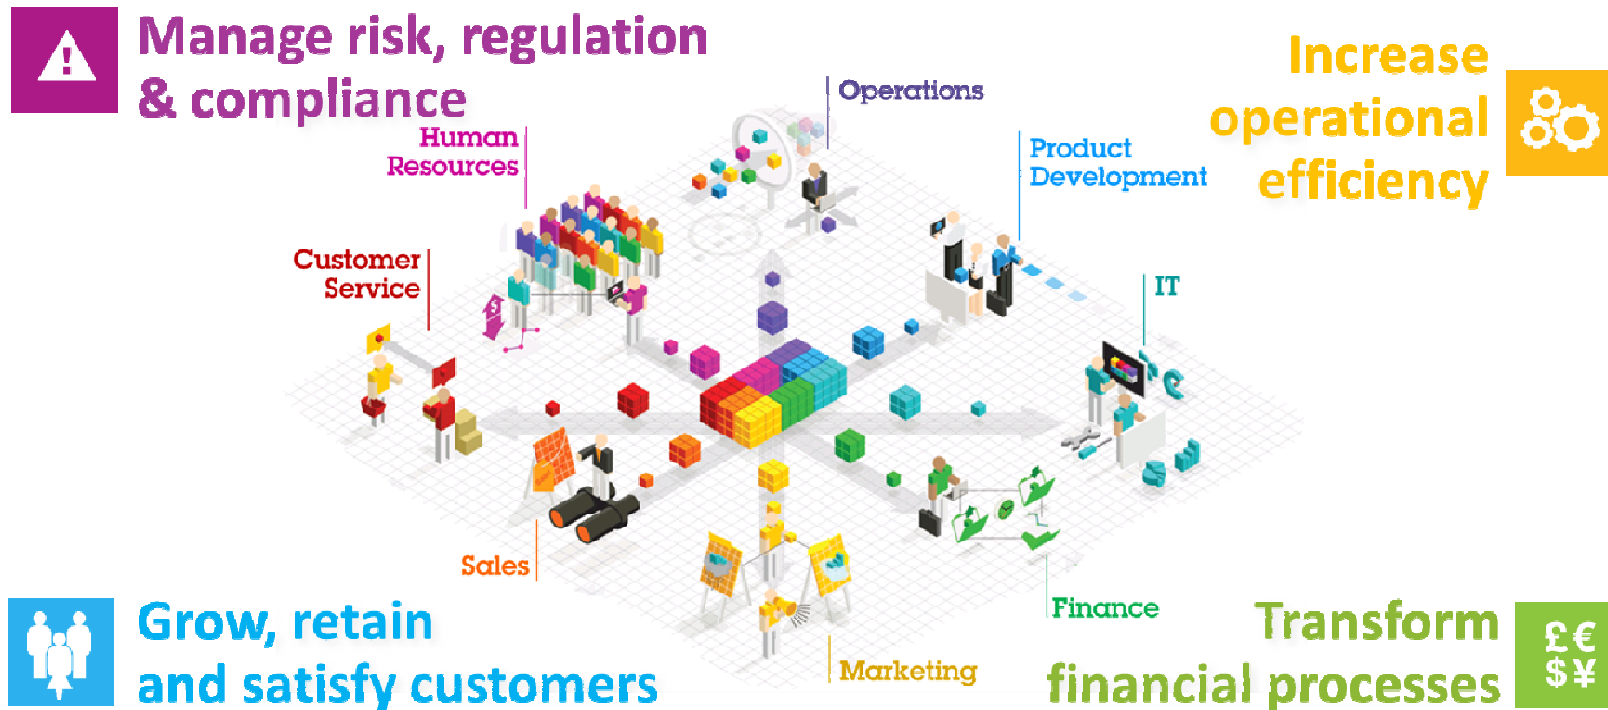 Manage risk, regulation
& compliance
Increase
operational
efficiency
Operations
Human
Resources
Product
Development
Customer
Service
IT
Sales
Finance
Marketing
Grow, retain
and satisfy customers
Transform
financial processes
£€
$¥